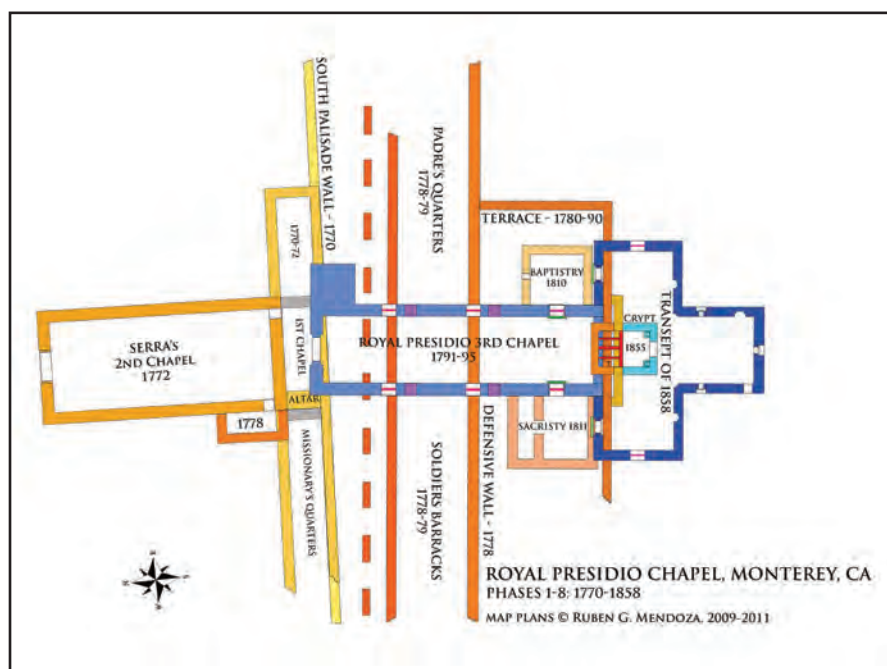 SOUTH PALISADE WALL - 1770
PADRE'S QUARTERS
1778-79
TERRACE - 1780-90
1770-72
BAPTISTRY
1810
TRANSEPT OF 1858
CRYPT
1855
SERRA'S
2ND CHAPEL
1772
1ST CHAPEL
ROYAL PRESIDIO 3RD CHAPEL
1791-95
ALTAR
1778
MISSIONARY'S QUARTERS
SOLDIERS BARRACKS
1778-79
DEFENSIVE WALL - 1778
SACRISTY 1811
ROYAL PRESIDIO CHAPEL, MONTEREY, CA
PHASES 1-8: 1770-1858
MAP PLANS © RUBEN G. MENDOZA, 2009-2011